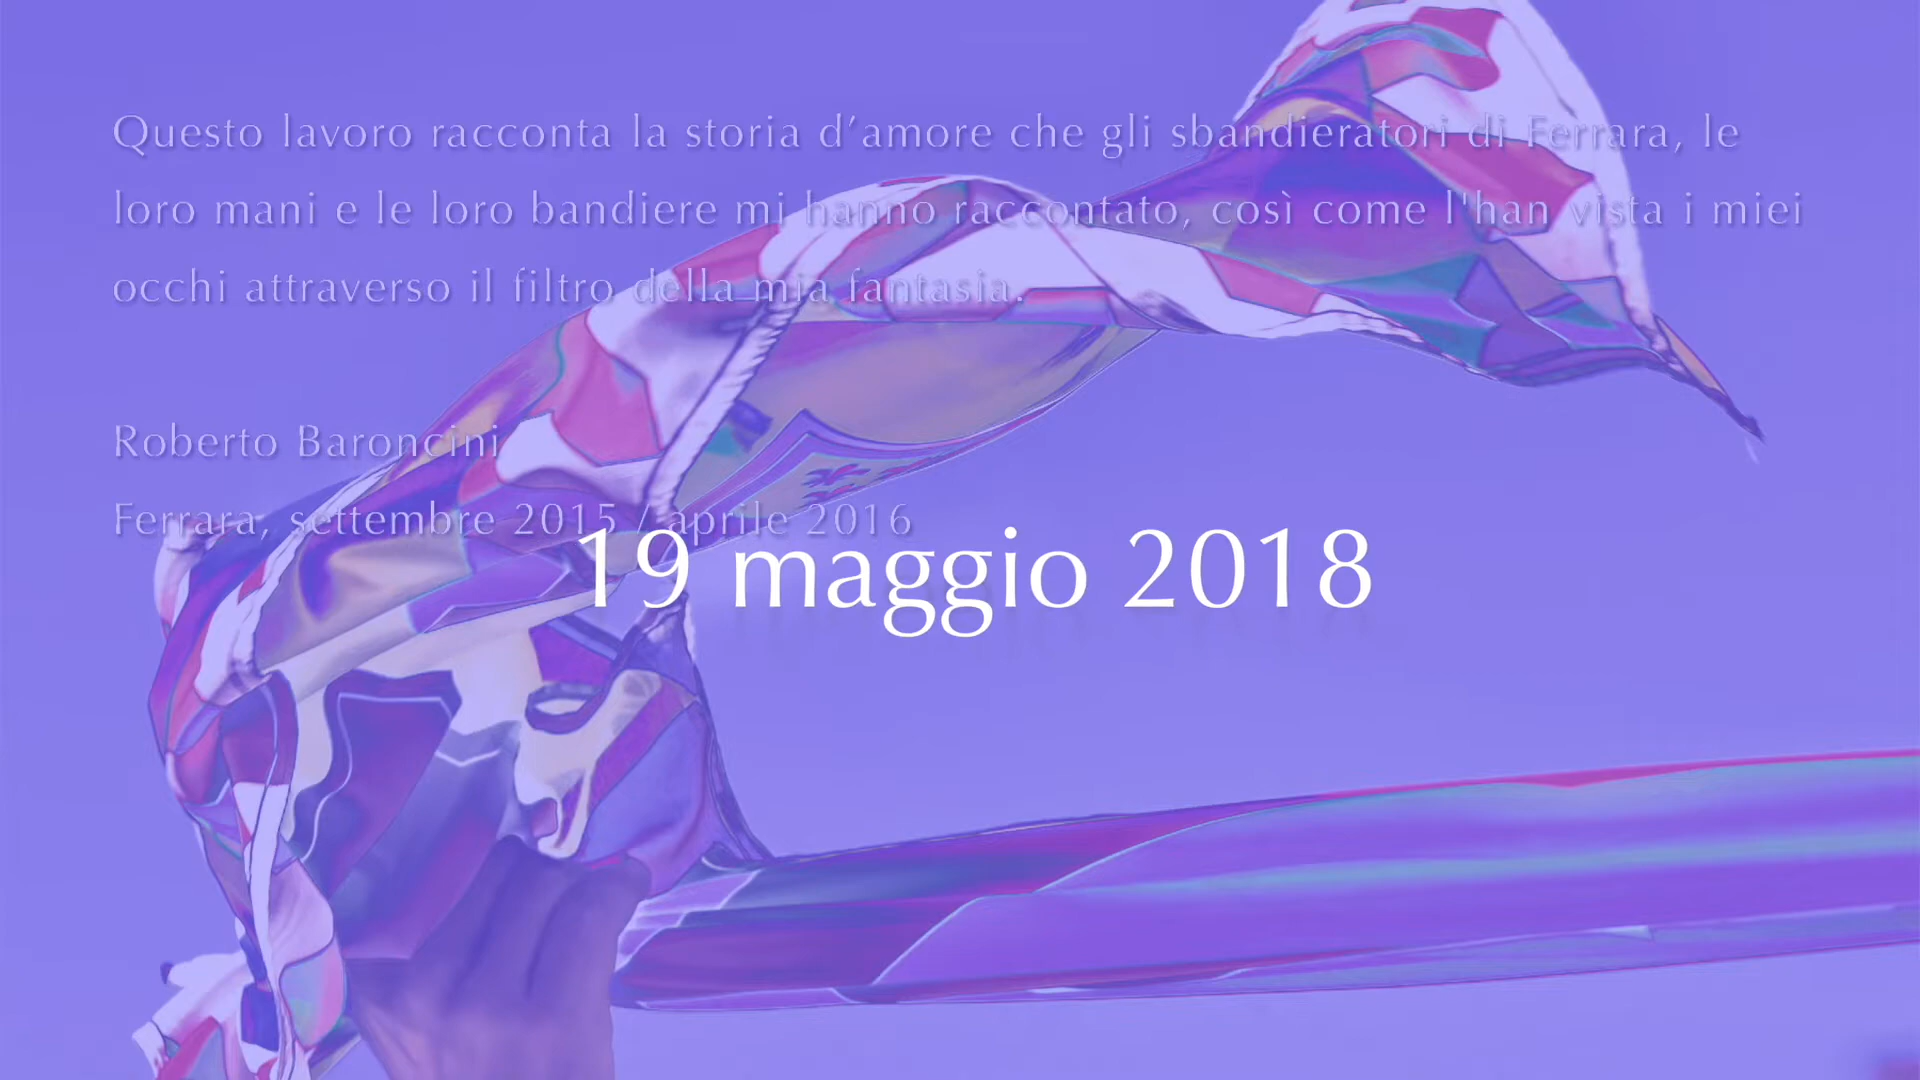 Questo lavoro racconta la storia d’amore che gli sbandieratori di Ferrara, le
loro mani e le loro bandiere mi hanno raccontato, così come l'han vista i miei
occhi attraverso il filtro della mia fantasia.
Roberto Baroncini
Ferrara, settembre 2015 / aprile 2016
19 maggio 2018